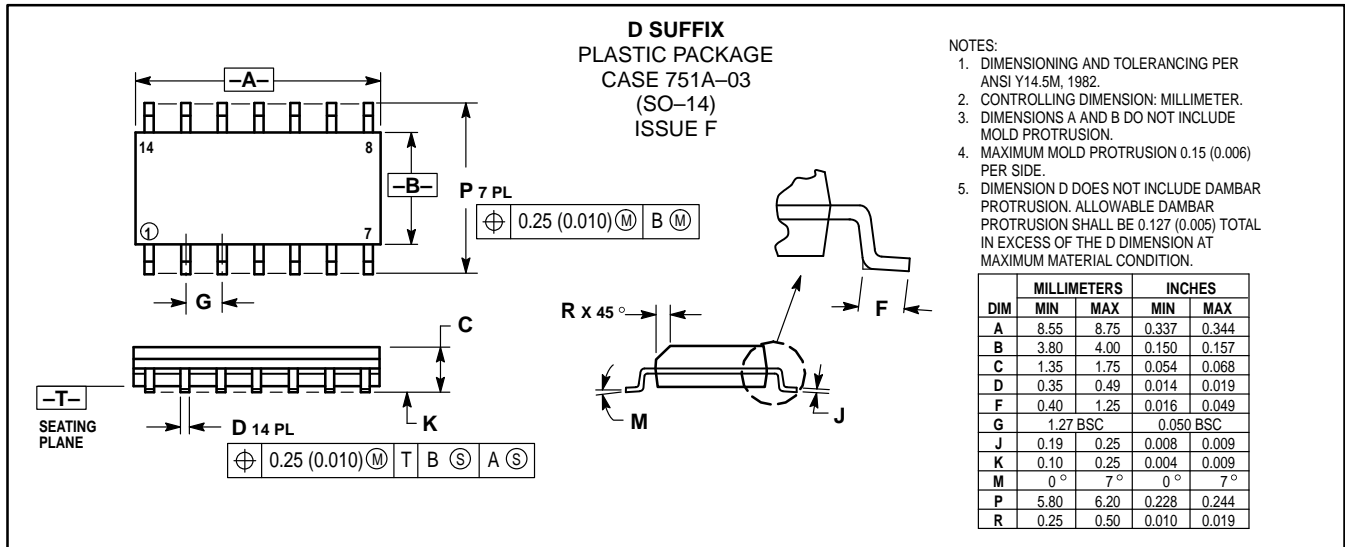 D SUFFIX
PLASTIC PACKAGE
CASE 751A–03
(SO–14)
ISSUE F
–A–
14 8
–B–
P 7 PL
⌖ 0.25 (0.010) Ⓜ B Ⓜ
1 7
G
C
–T–
SEATING
PLANE
D 14 PL
K
⌖ 0.25 (0.010) Ⓜ T B Ⓢ A Ⓢ
R X 45°
M
J
F
NOTES:
1. DIMENSIONING AND TOLERANCING PER
ANSI Y14.5M, 1982.
2. CONTROLLING DIMENSION: MILLIMETER.
3. DIMENSIONS A AND B DO NOT INCLUDE
MOLD PROTRUSION.
4. MAXIMUM MOLD PROTRUSION 0.15 (0.006)
PER SIDE.
5. DIMENSION D DOES NOT INCLUDE DAMBAR
PROTRUSION. ALLOWABLE DAMBAR
PROTRUSION SHALL BE 0.127 (0.005) TOTAL
IN EXCESS OF THE D DIMENSION AT
MAXIMUM MATERIAL CONDITION.
MILLIMETERS INCHES
DIM MIN MAX MIN MAX
A 8.55 8.75 0.337 0.344
B 3.80 4.00 0.150 0.157
C 1.35 1.75 0.054 0.068
D 0.35 0.49 0.014 0.019
F 0.40 1.25 0.016 0.049
G 1.27 BSC 0.050 BSC
J 0.19 0.25 0.008 0.009
K 0.10 0.25 0.004 0.009
M 0° 7° 0° 7°
P 5.80 6.20 0.228 0.244
R 0.25 0.50 0.010 0.019